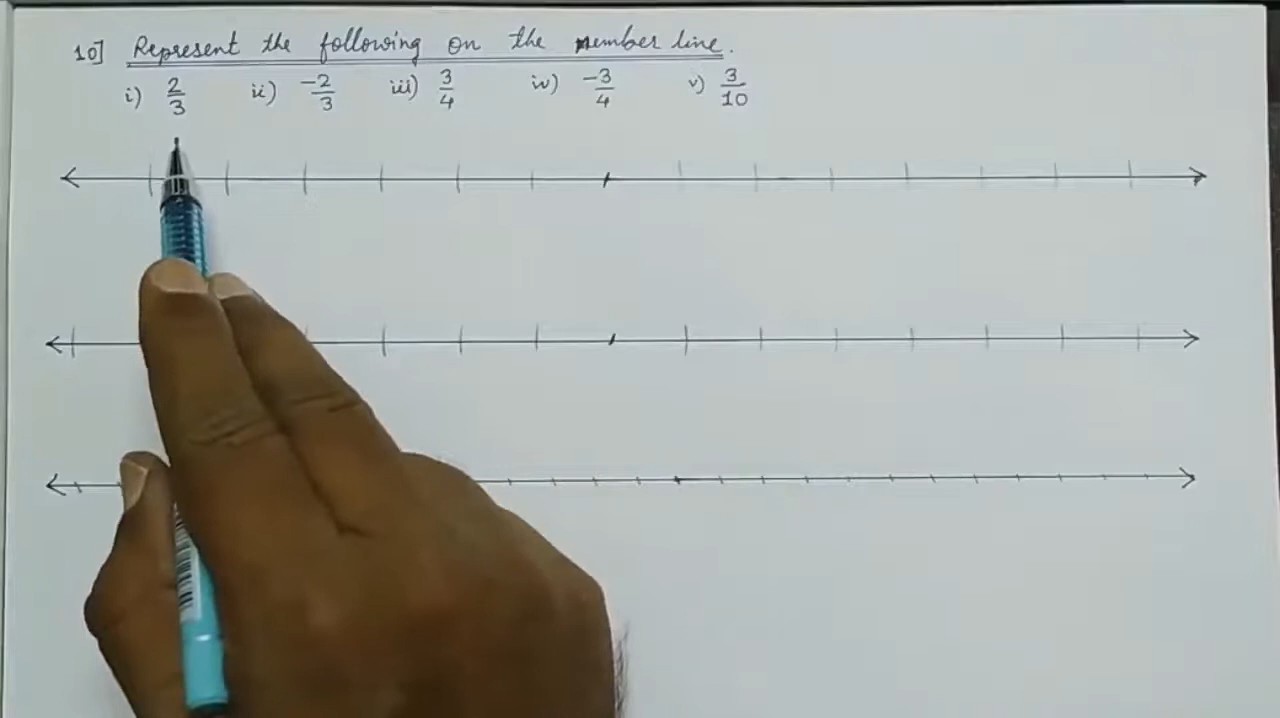 10] Represent the following on the number line.
i) 2/3 ii) -2/3 iii) 3/4 iv) -3/4 v) 3/10